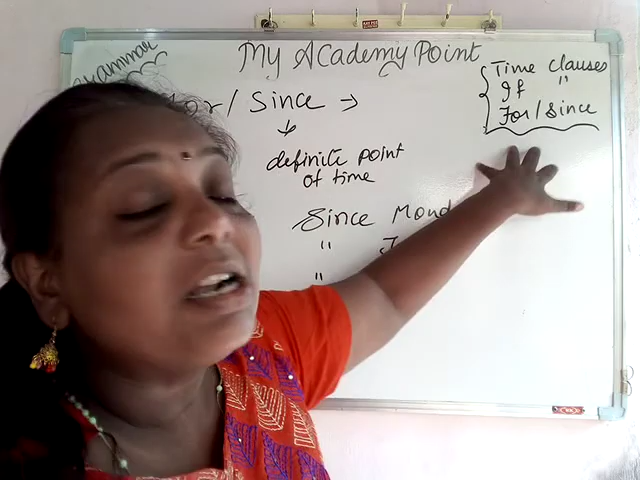 My Academy Point
Grammar
For/Since →
definite point
of time
Since Mond
"
"
Time clauses
If "
For/Since